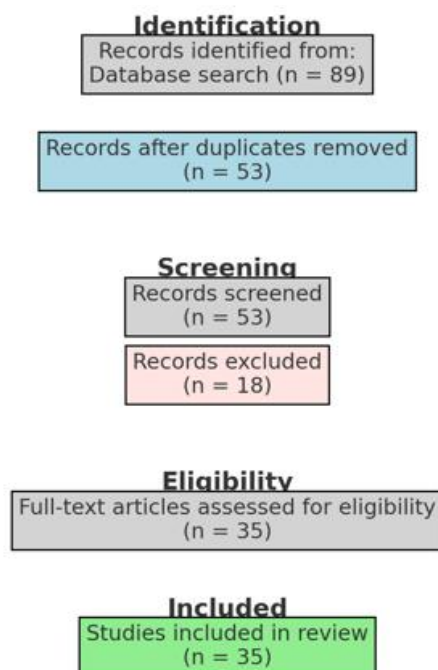 Identification
Records identified from:
Database search (n = 89)
Records after duplicates removed
(n = 53)
Screening
Records screened
(n = 53)
Records excluded
(n = 18)
Eligibility
Full-text articles assessed for eligibility
(n = 35)
Included
Studies included in review
(n = 35)